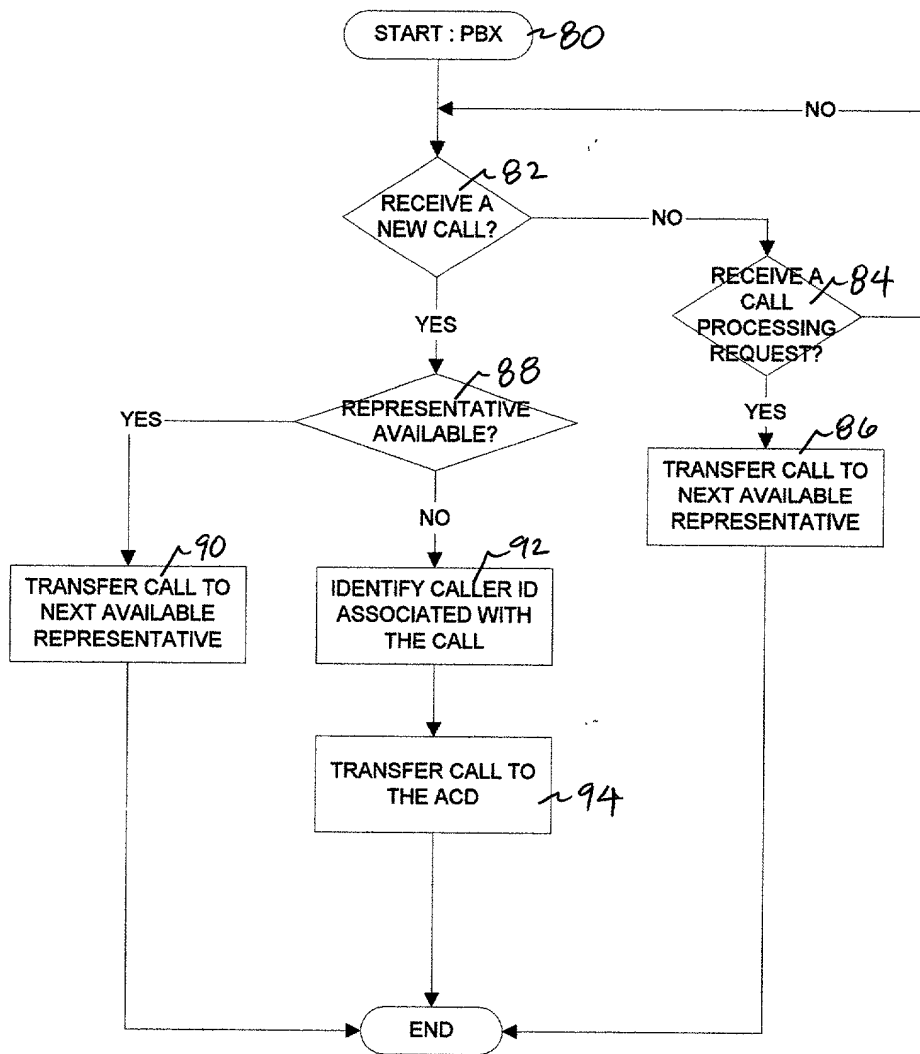 START : PBX
~80
NO
~82
RECEIVE A
NEW CALL?
NO
RECEIVE A
CALL
PROCESSING
REQUEST?
~84
YES
~88
REPRESENTATIVE
AVAILABLE?
YES
YES
~86
TRANSFER CALL TO
NEXT AVAILABLE
REPRESENTATIVE
NO
~90
TRANSFER CALL TO
NEXT AVAILABLE
REPRESENTATIVE
~92
IDENTIFY CALLER ID
ASSOCIATED WITH
THE CALL
TRANSFER CALL TO
THE ACD
~94
END